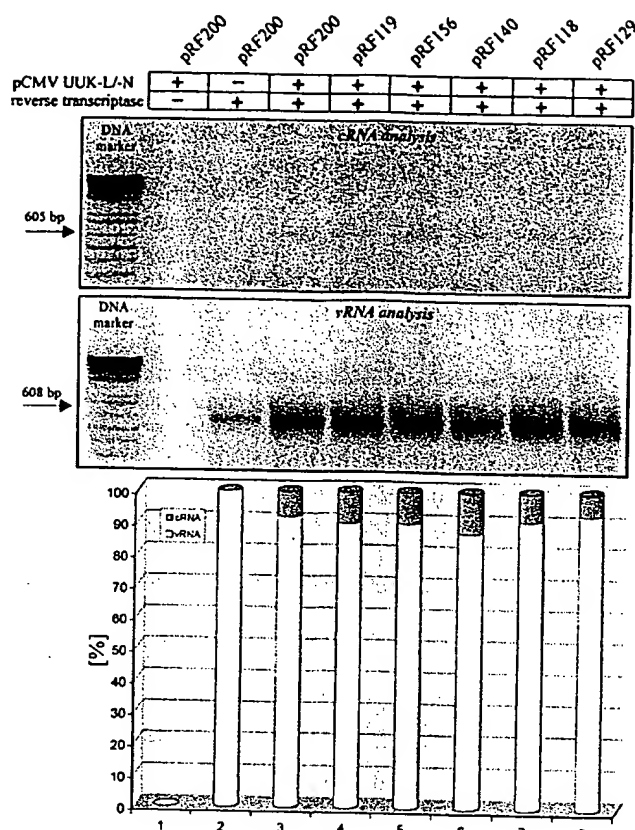 pRF200 pRF200 pRF200 pRF119 pRF156 pRF140 pRF118 pRF129
pCMV UUK-L/-N + − + + + + + +
reverse transcriptase − + + + + + + +
DNA marker
cRNA analysis
605 bp
DNA marker
vRNA analysis
608 bp
100
90
80
70
60
50
40
30
20
10
0
[%]
cRNA
vRNA
1 2 3 4 5 6 7